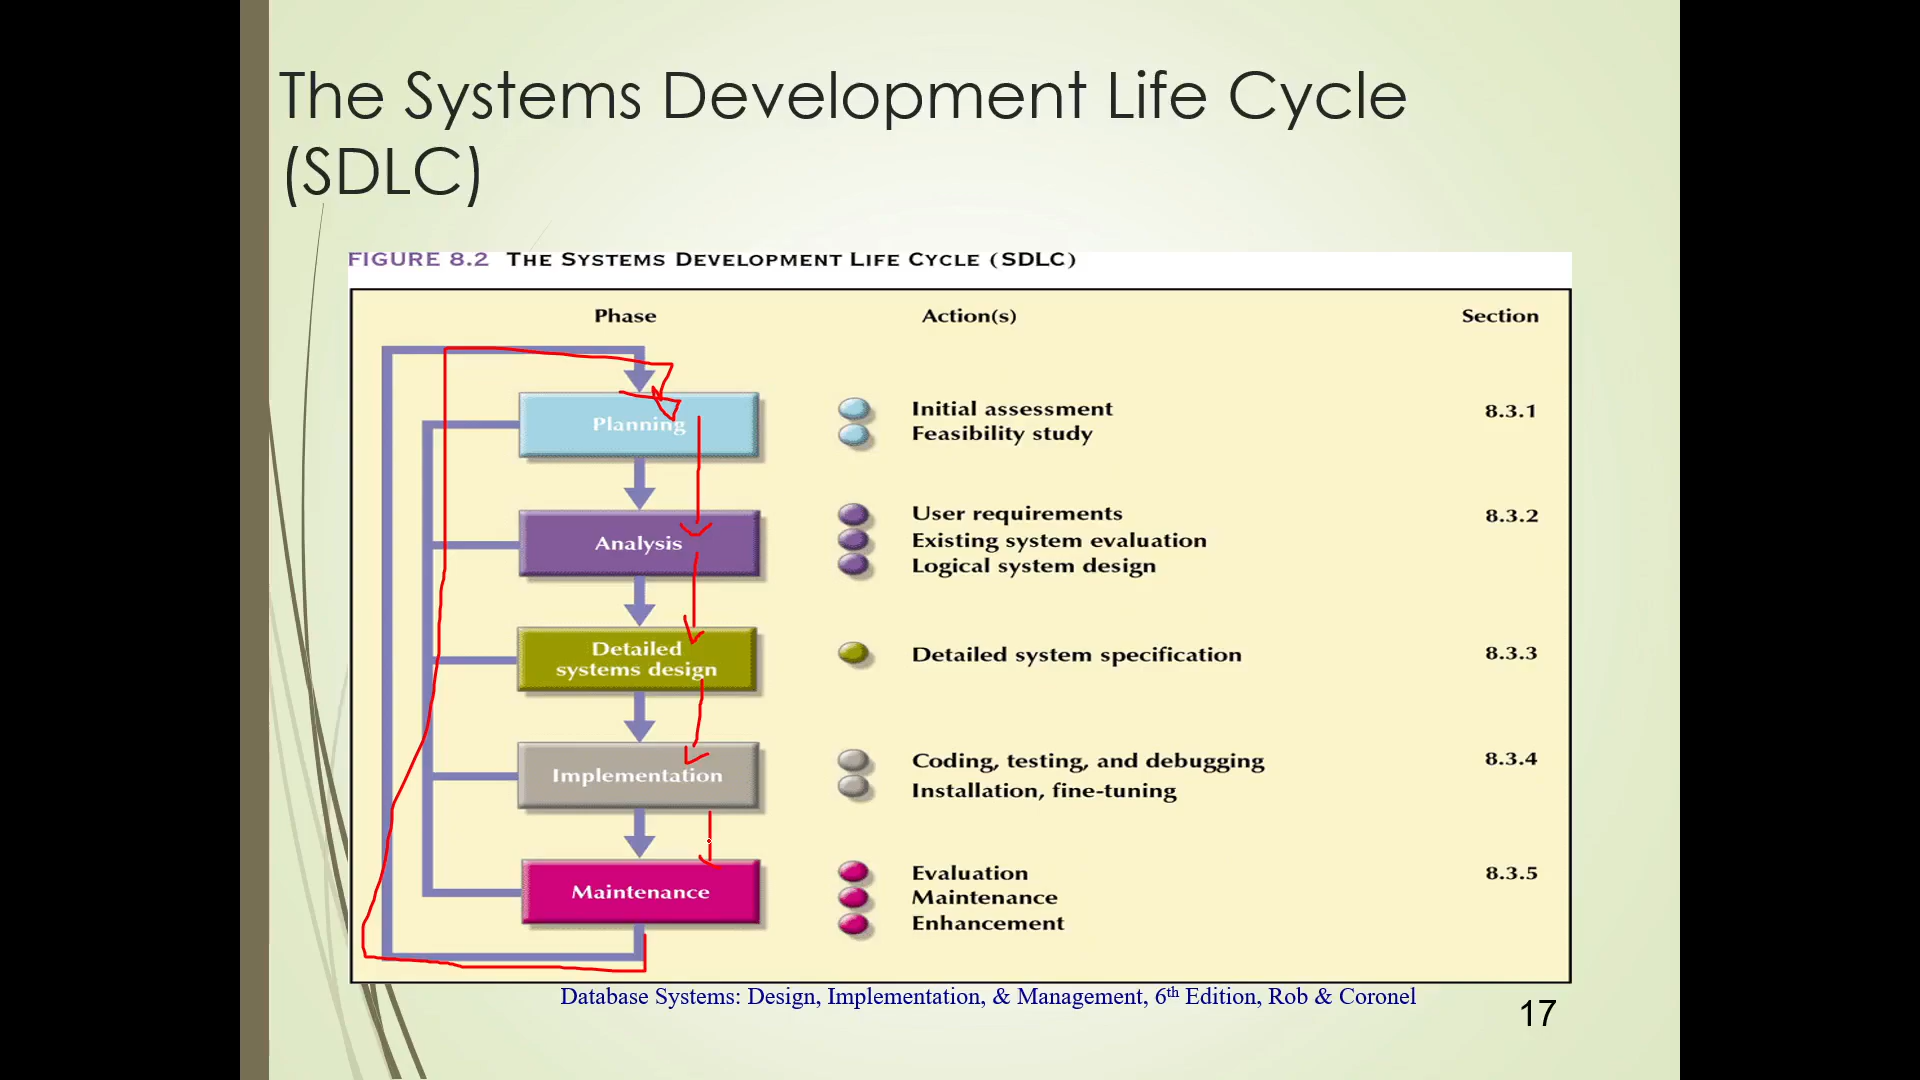 The Systems Development Life Cycle
(SDLC)
FIGURE 8.2 THE SYSTEMS DEVELOPMENT LIFE CYCLE (SDLC)
Phase Action(s) Section
Planning
Initial assessment
Feasibility study
8.3.1
Analysis
User requirements
Existing system evaluation
Logical system design
8.3.2
Detailed
systems design
Detailed system specification
8.3.3
Implementation
Coding, testing, and debugging
Installation, fine-tuning
8.3.4
Maintenance
Evaluation
Maintenance
Enhancement
8.3.5
Database Systems: Design, Implementation, & Management, 6th Edition, Rob & Coronel
17